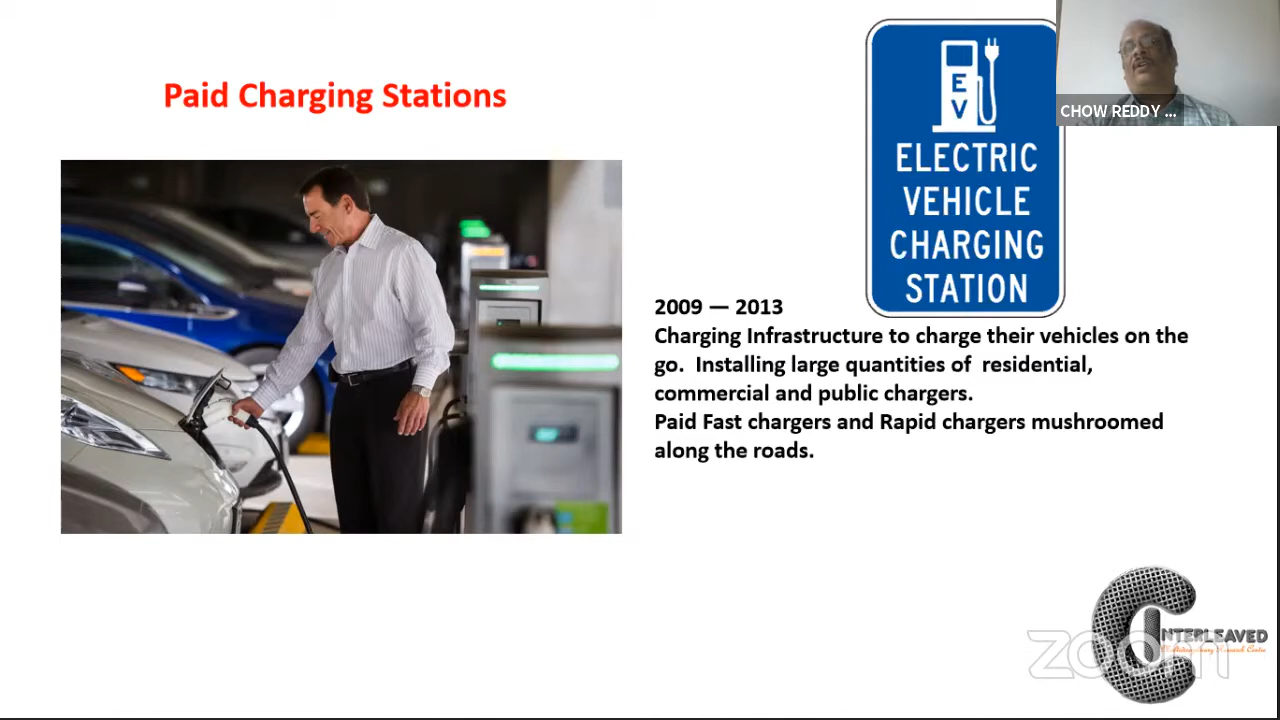 Paid Charging Stations
EV
ELECTRIC
VEHICLE
CHARGING
STATION
CHOW REDDY ...
2009 — 2013
Charging Infrastructure to charge their vehicles on the
go.  Installing large quantities of  residential,
commercial and public chargers.
Paid Fast chargers and Rapid chargers mushroomed
along the roads.
INTERLEAVED
zoom